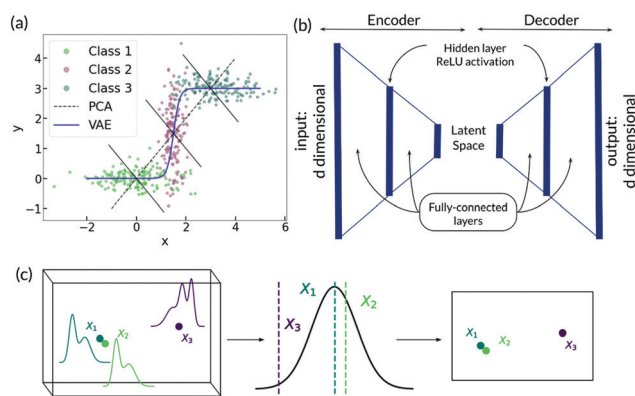 (a)
Class 1
Class 2
Class 3
PCA
VAE
4
3
2
1
0
−1
y
−2
0
2
4
6
x
(b)
Encoder
Decoder
Hidden layer
ReLU activation
input:
d dimensional
Latent
Space
output:
d dimensional
Fully-connected
layers
(c)
X1
X2
X3
X1
X2
X3
X1
X2
X3